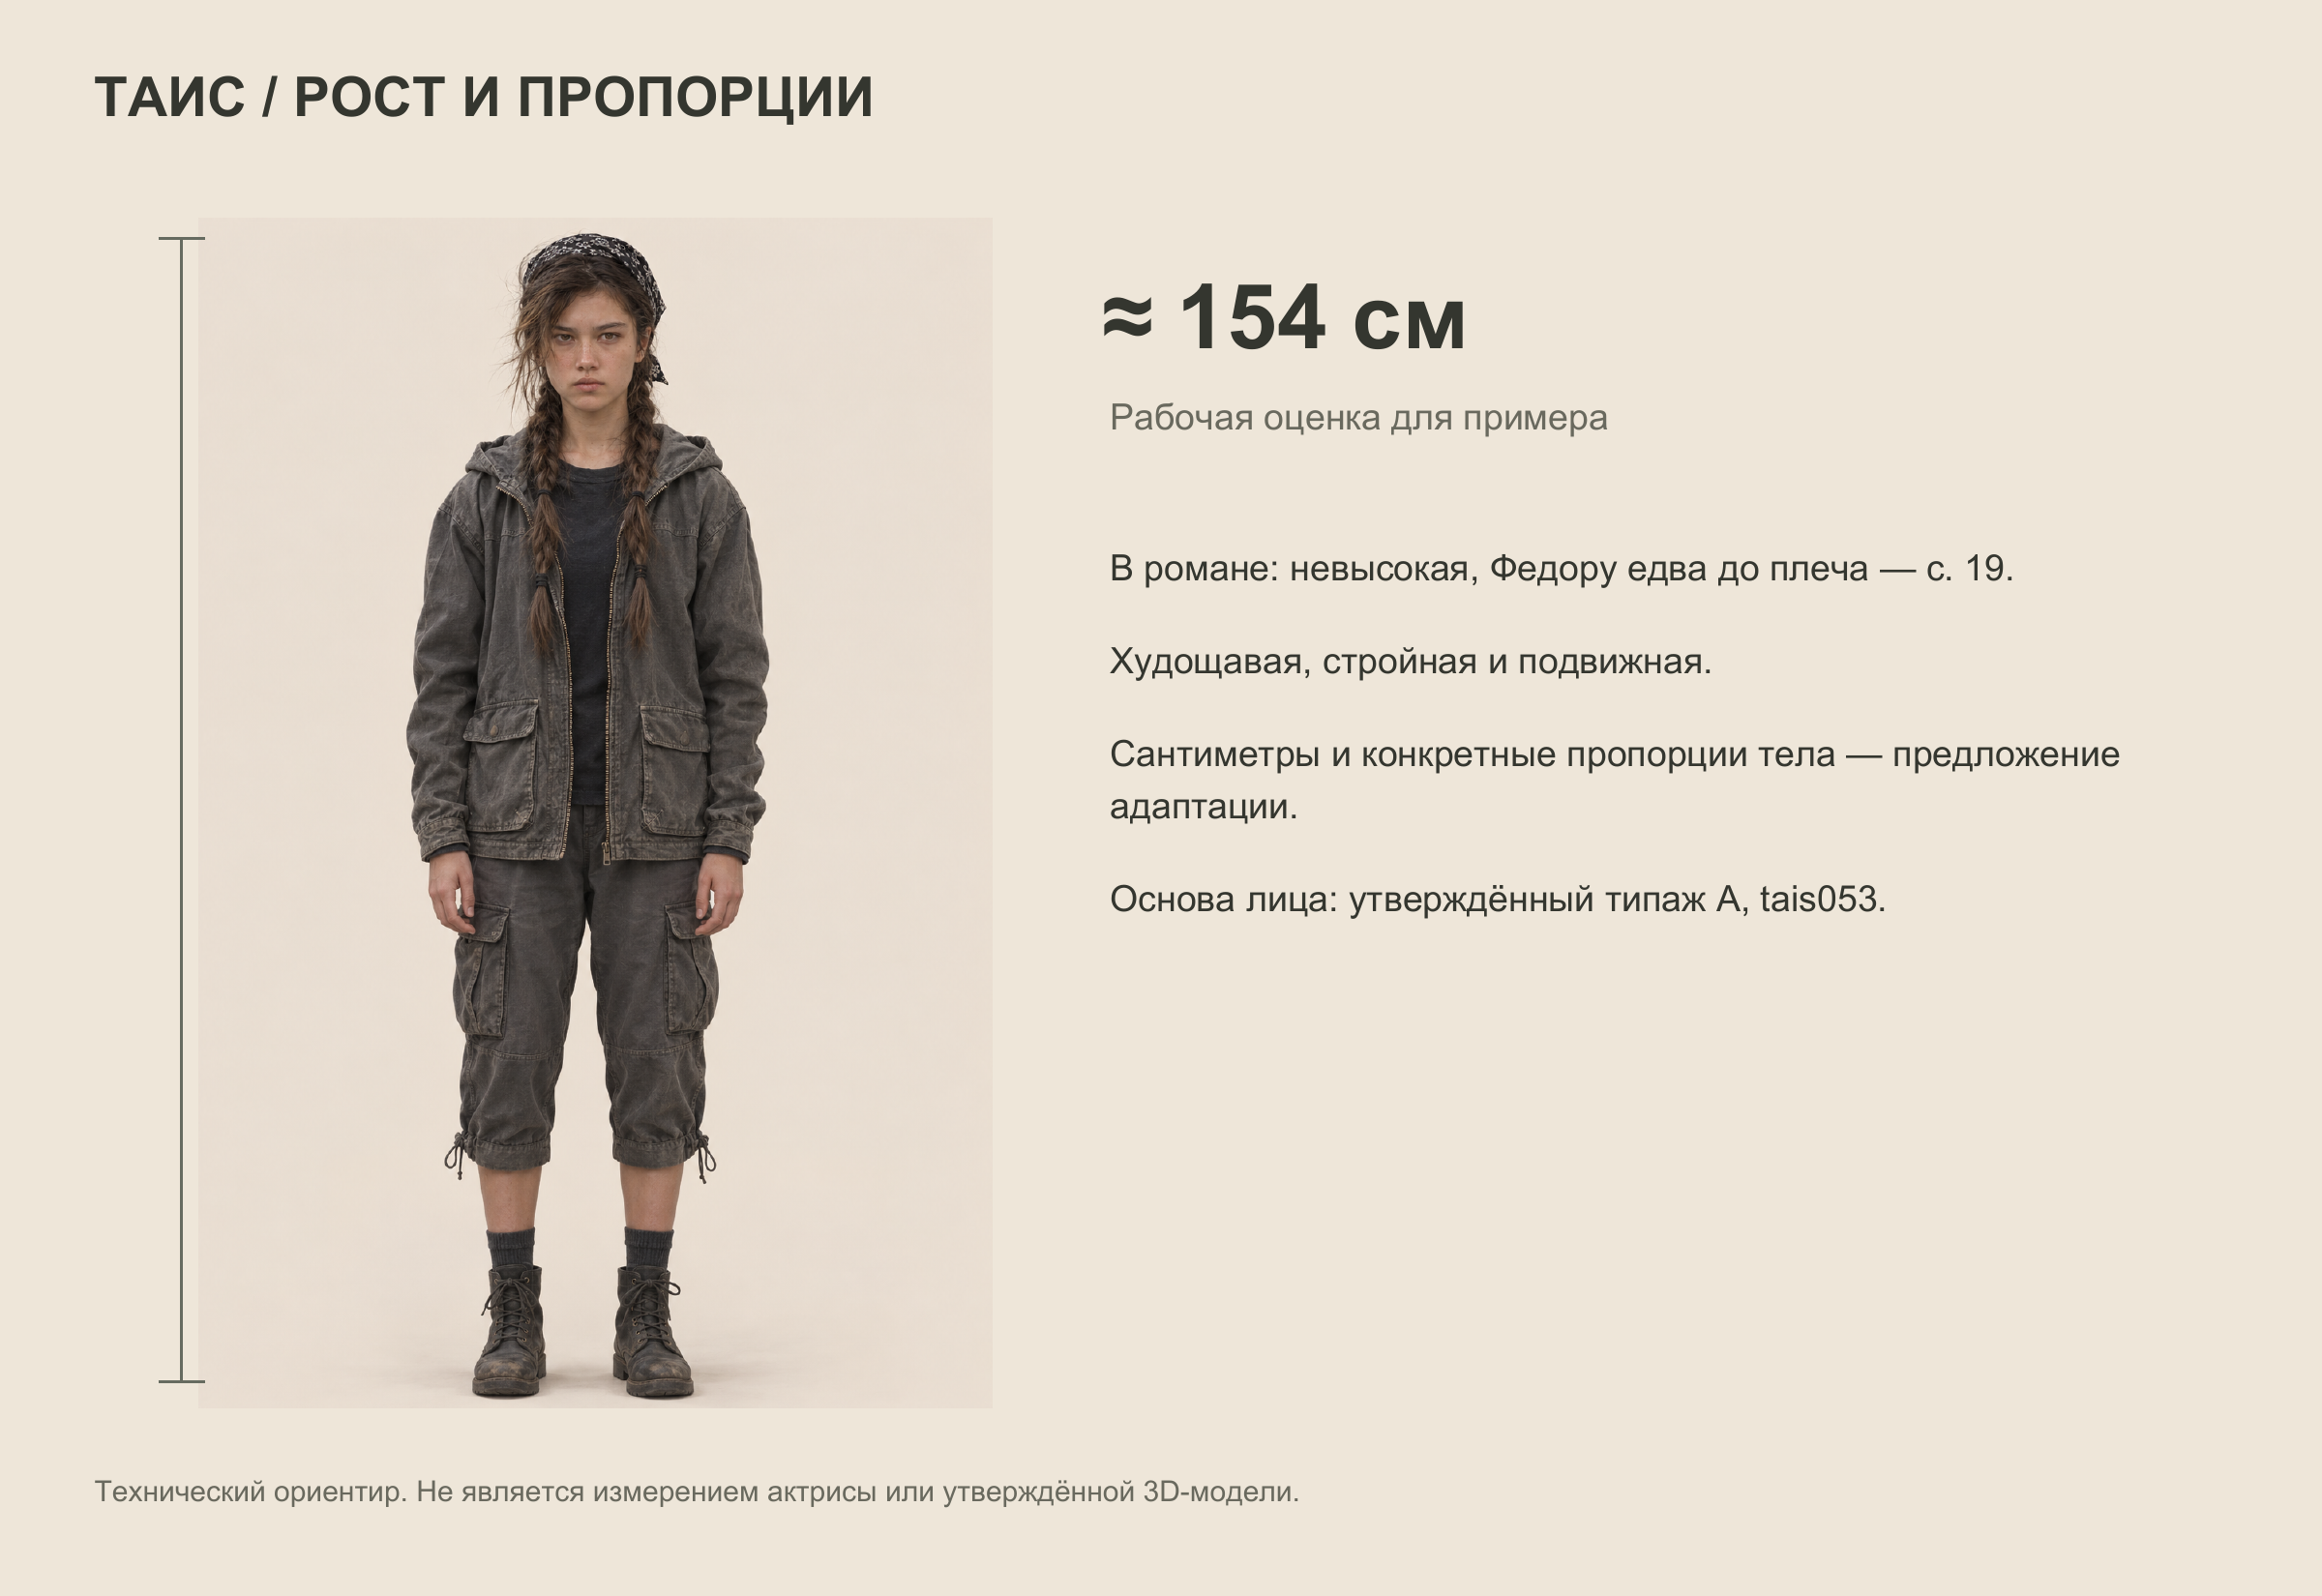 ТАИС / РОСТ И ПРОПОРЦИИ
≈ 154 см
Рабочая оценка для примера
В романе: невысокая, Федору едва до плеча — с. 19.
Худощавая, стройная и подвижная.
Сантиметры и конкретные пропорции тела — предложение
адаптации.
Основа лица: утверждённый типаж А, tais053.
Технический ориентир. Не является измерением актрисы или утверждённой 3D-модели.